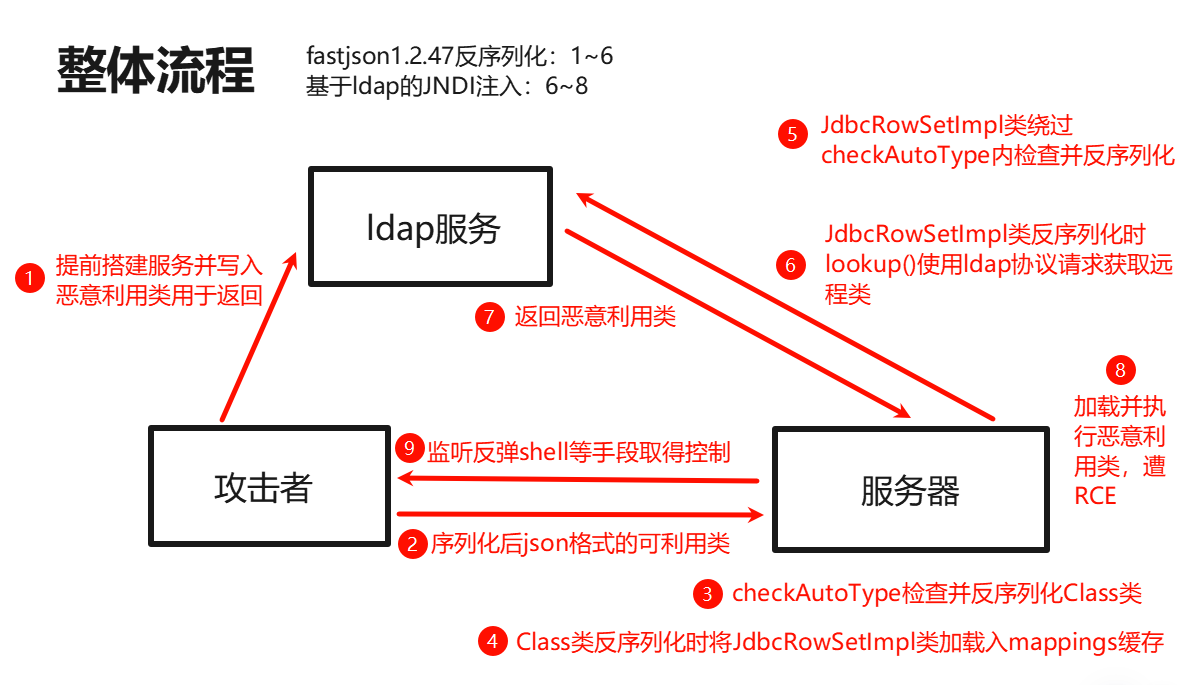 整体流程
fastjson1.2.47反序列化：1~6
基于ldap的JNDI注入：6~8
5
JdbcRowSetImpl类绕过
checkAutoType内检查并反序列化
ldap服务
1
提前搭建服务并写入
恶意利用类用于返回
6
JdbcRowSetImpl类反序列化时
lookup()使用ldap协议请求获取远
程类
7
返回恶意利用类
8
加载并执
行恶意利
用类，遭
RCE
攻击者
9
监听反弹shell等手段取得控制
服务器
2
序列化后json格式的可利用类
3
checkAutoType检查并反序列化Class类
4
Class类反序列化时将JdbcRowSetImpl类加载入mappings缓存